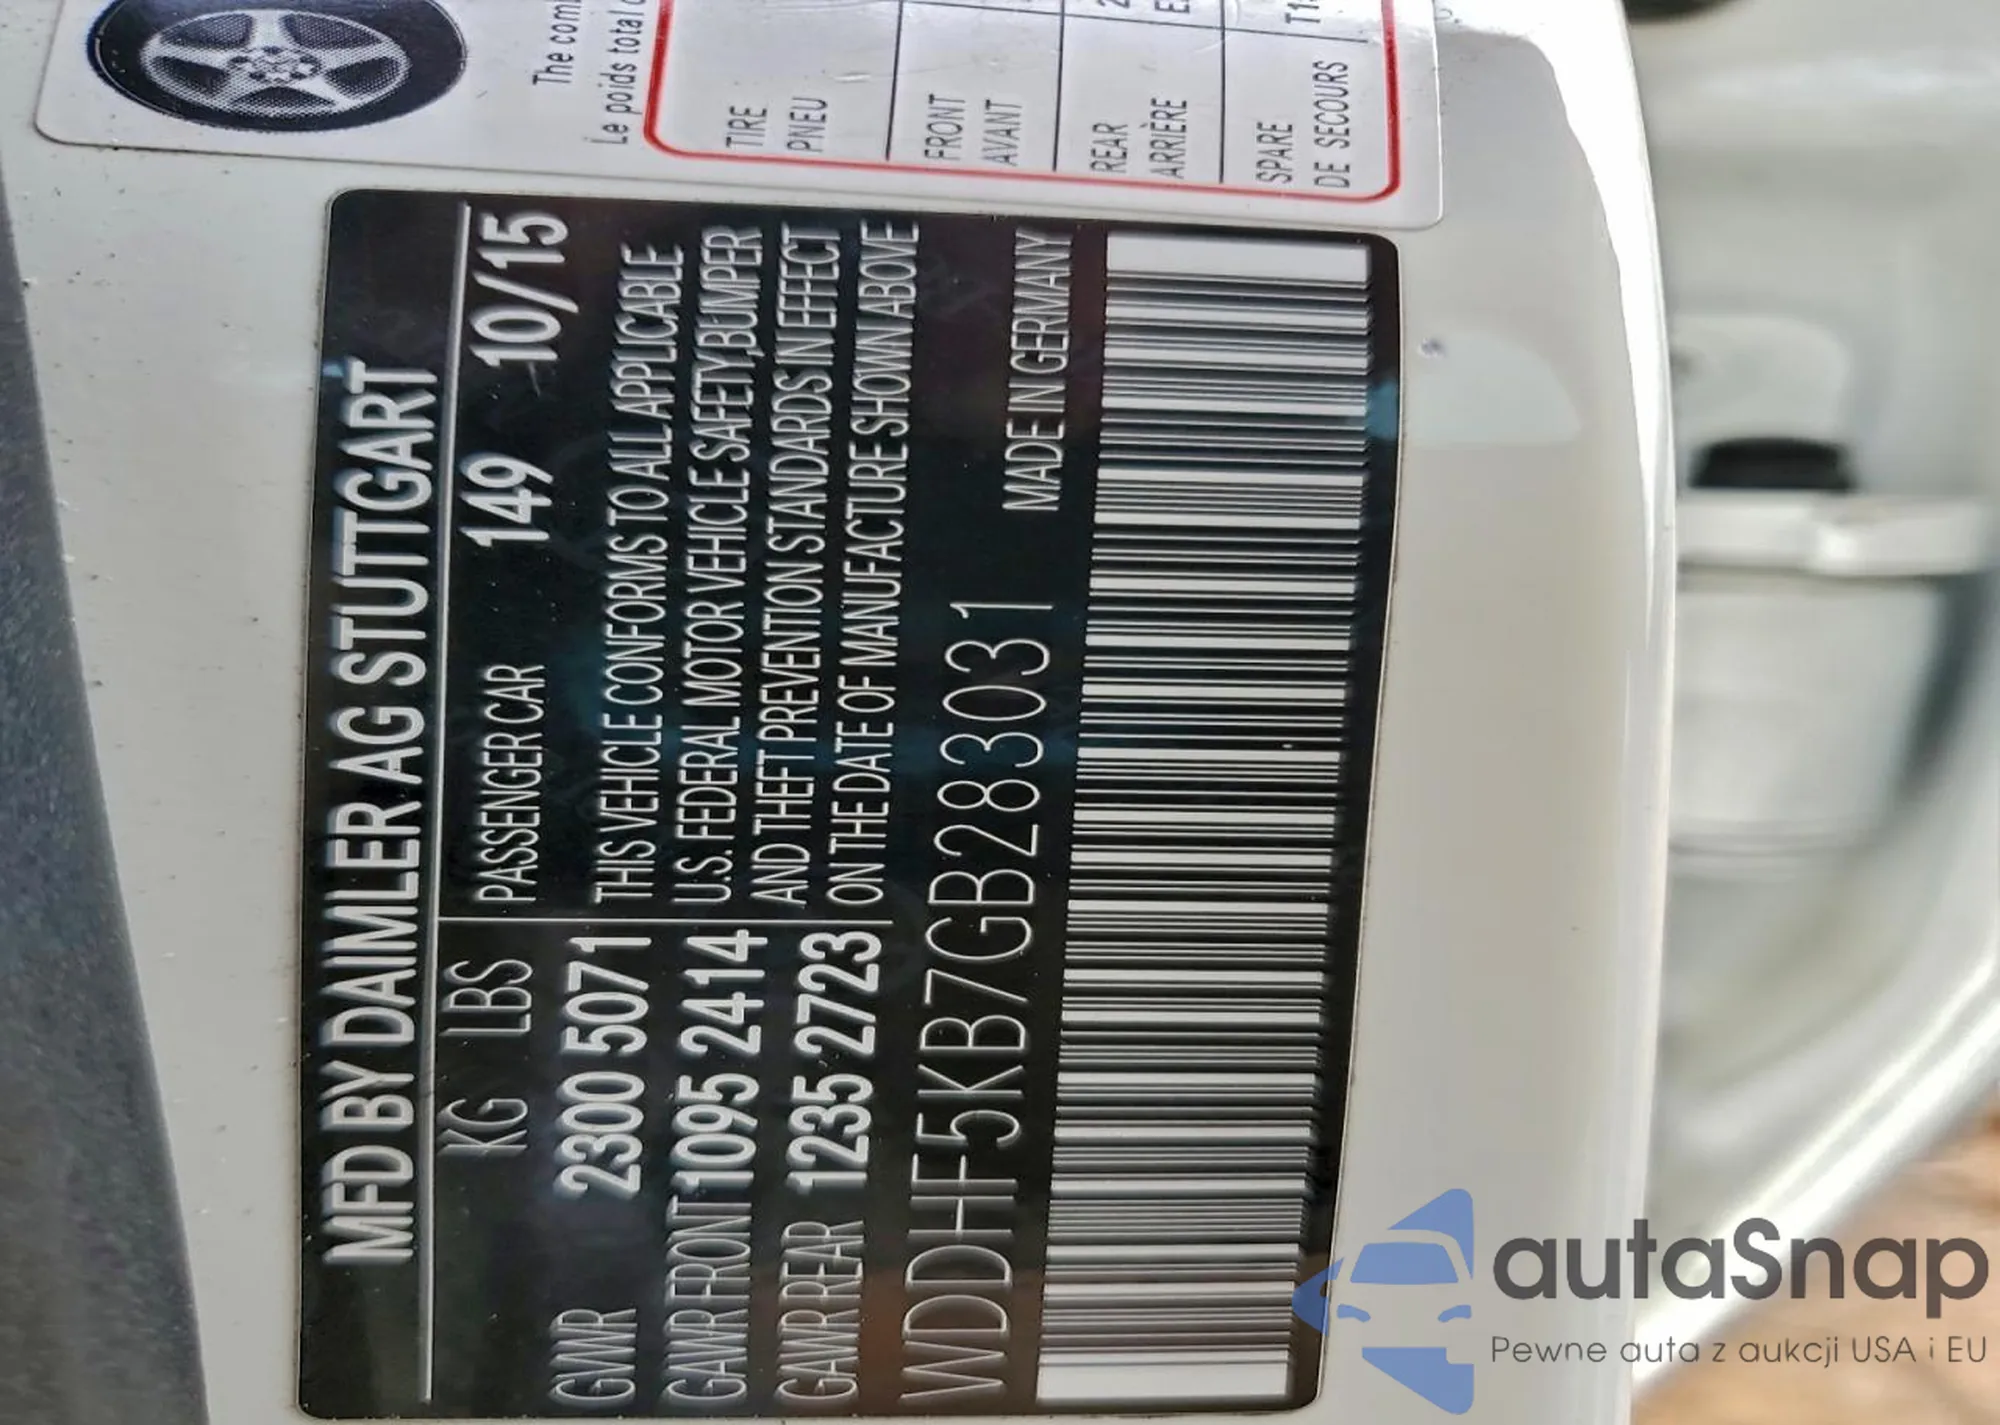 MFD BY DAIMLER AG STUTTGART
KG LBS
PASSENGER CAR 149 10/15
GWR 2300 5071
GAWR FRONT 1095 2414
GAWR REAR 1235 2723
THIS VEHICLE CONFORMS TO ALL APPLICABLE
U.S. FEDERAL MOTOR VEHICLE SAFETY,BUMPER
AND THEFT PREVENTION STANDARDS IN EFFECT
ON THE DATE OF MANUFACTURE SHOWN ABOVE
WDDHF5KB7GB283031
MADE IN GERMANY
The
Le poids total
TIRE
PNEU
FRONT
AVANT
REAR
ARRIÈRE
SPARE
DE SECOURS
autaSnap
Pewne auta z aukcji USA i EU